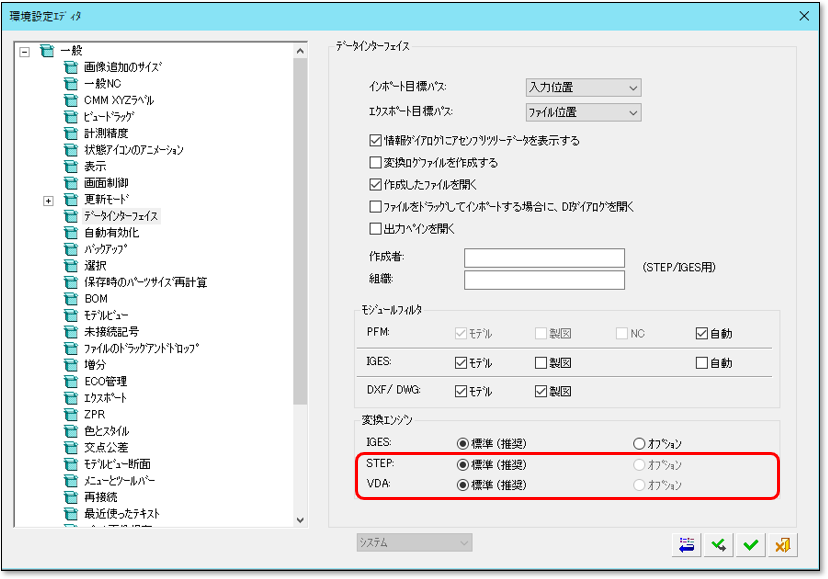 環境設定ｴﾃﾞｨﾀ
一般
画像追加のｻｲｽﾞ
一般NC
CMM XYZﾗﾍﾞﾙ
ﾋﾞｭｰﾄﾞﾗｯｸﾞ
計測精度
状態ｱｲｺﾝのｱﾆﾒｰｼｮﾝ
表示
画面制御
更新ﾓｰﾄﾞ
ﾃﾞｰﾀｲﾝﾀｰﾌｪｲｽ
自動有効化
ﾊﾞｯｸｱｯﾌﾟ
選択
保存時のﾊﾟｰﾂｻｲｽﾞ再計算
BOM
ﾓﾃﾞﾙﾋﾞｭｰ
未接続記号
ﾌｧｲﾙのﾄﾞﾗｯｸﾞｱﾝﾄﾞﾄﾞﾛｯﾌﾟ
増分
ECO管理
ｴｸｽﾎﾟｰﾄ
ZPR
色とｽﾀｲﾙ
交点公差
ﾓﾃﾞﾙﾋﾞｭｰ断面
ﾒﾆｭｰとﾂｰﾙﾊﾞｰ
再接続
最近使ったﾃｷｽﾄ
ﾃﾞｰﾀｲﾝﾀｰﾌｪｲｽ
ｲﾝﾎﾟｰﾄ目標ﾊﾟｽ: 入力位置
ｴｸｽﾎﾟｰﾄ目標ﾊﾟｽ: ﾌｧｲﾙ位置
情報ﾀﾞｲｱﾛｸﾞにｱｾﾝﾌﾞﾘﾂﾘｰﾃﾞｰﾀを表示する
変換ﾛｸﾞﾌｧｲﾙを作成する
作成したﾌｧｲﾙを開く
ﾌｧｲﾙをﾄﾞﾗｯｸﾞしてｲﾝﾎﾟｰﾄする場合に、DIﾀﾞｲｱﾛｸﾞを開く
出力ﾍﾟｲﾝを開く
作成者:
組織:
(STEP/IGES用)
ﾓｼﾞｭｰﾙﾌｨﾙﾀ
PFM: ﾓﾃﾞﾙ 製図 NC 自動
IGES: ﾓﾃﾞﾙ 製図 自動
DXF/ DWG: ﾓﾃﾞﾙ 製図
変換ｴﾝｼﾞﾝ
IGES: 標準 (推奨) ｵﾌﾟｼｮﾝ
STEP: 標準 (推奨) ｵﾌﾟｼｮﾝ
VDA: 標準 (推奨) ｵﾌﾟｼｮﾝ
ｼｽﾃﾑ